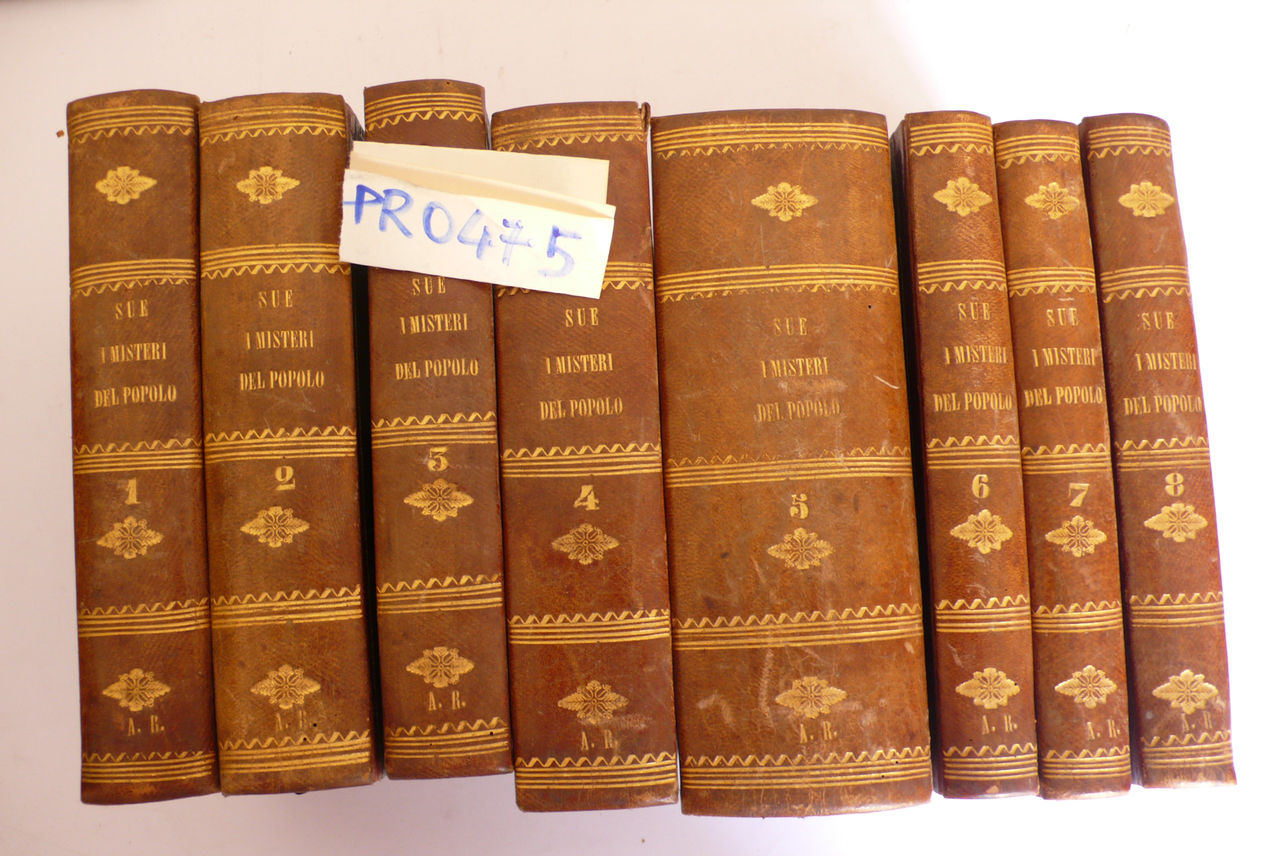 SUE
I MISTERI
DEL POPOLO
1
A. R.
SUE
I MISTERI
DEL POPOLO
2
A. R.
PRO475
SUE
I MISTERI
DEL POPOLO
3
A. R.
SUE
I MISTERI
DEL POPOLO
4
A. R.
SUE
I MISTERI
DEL POPOLO
5
A. R.
SUE
I MISTERI
DEL POPOLO
6
A. R.
SUE
I MISTERI
DEL POPOLO
7
A. R.
SUE
I MISTERI
DEL POPOLO
8
A. R.